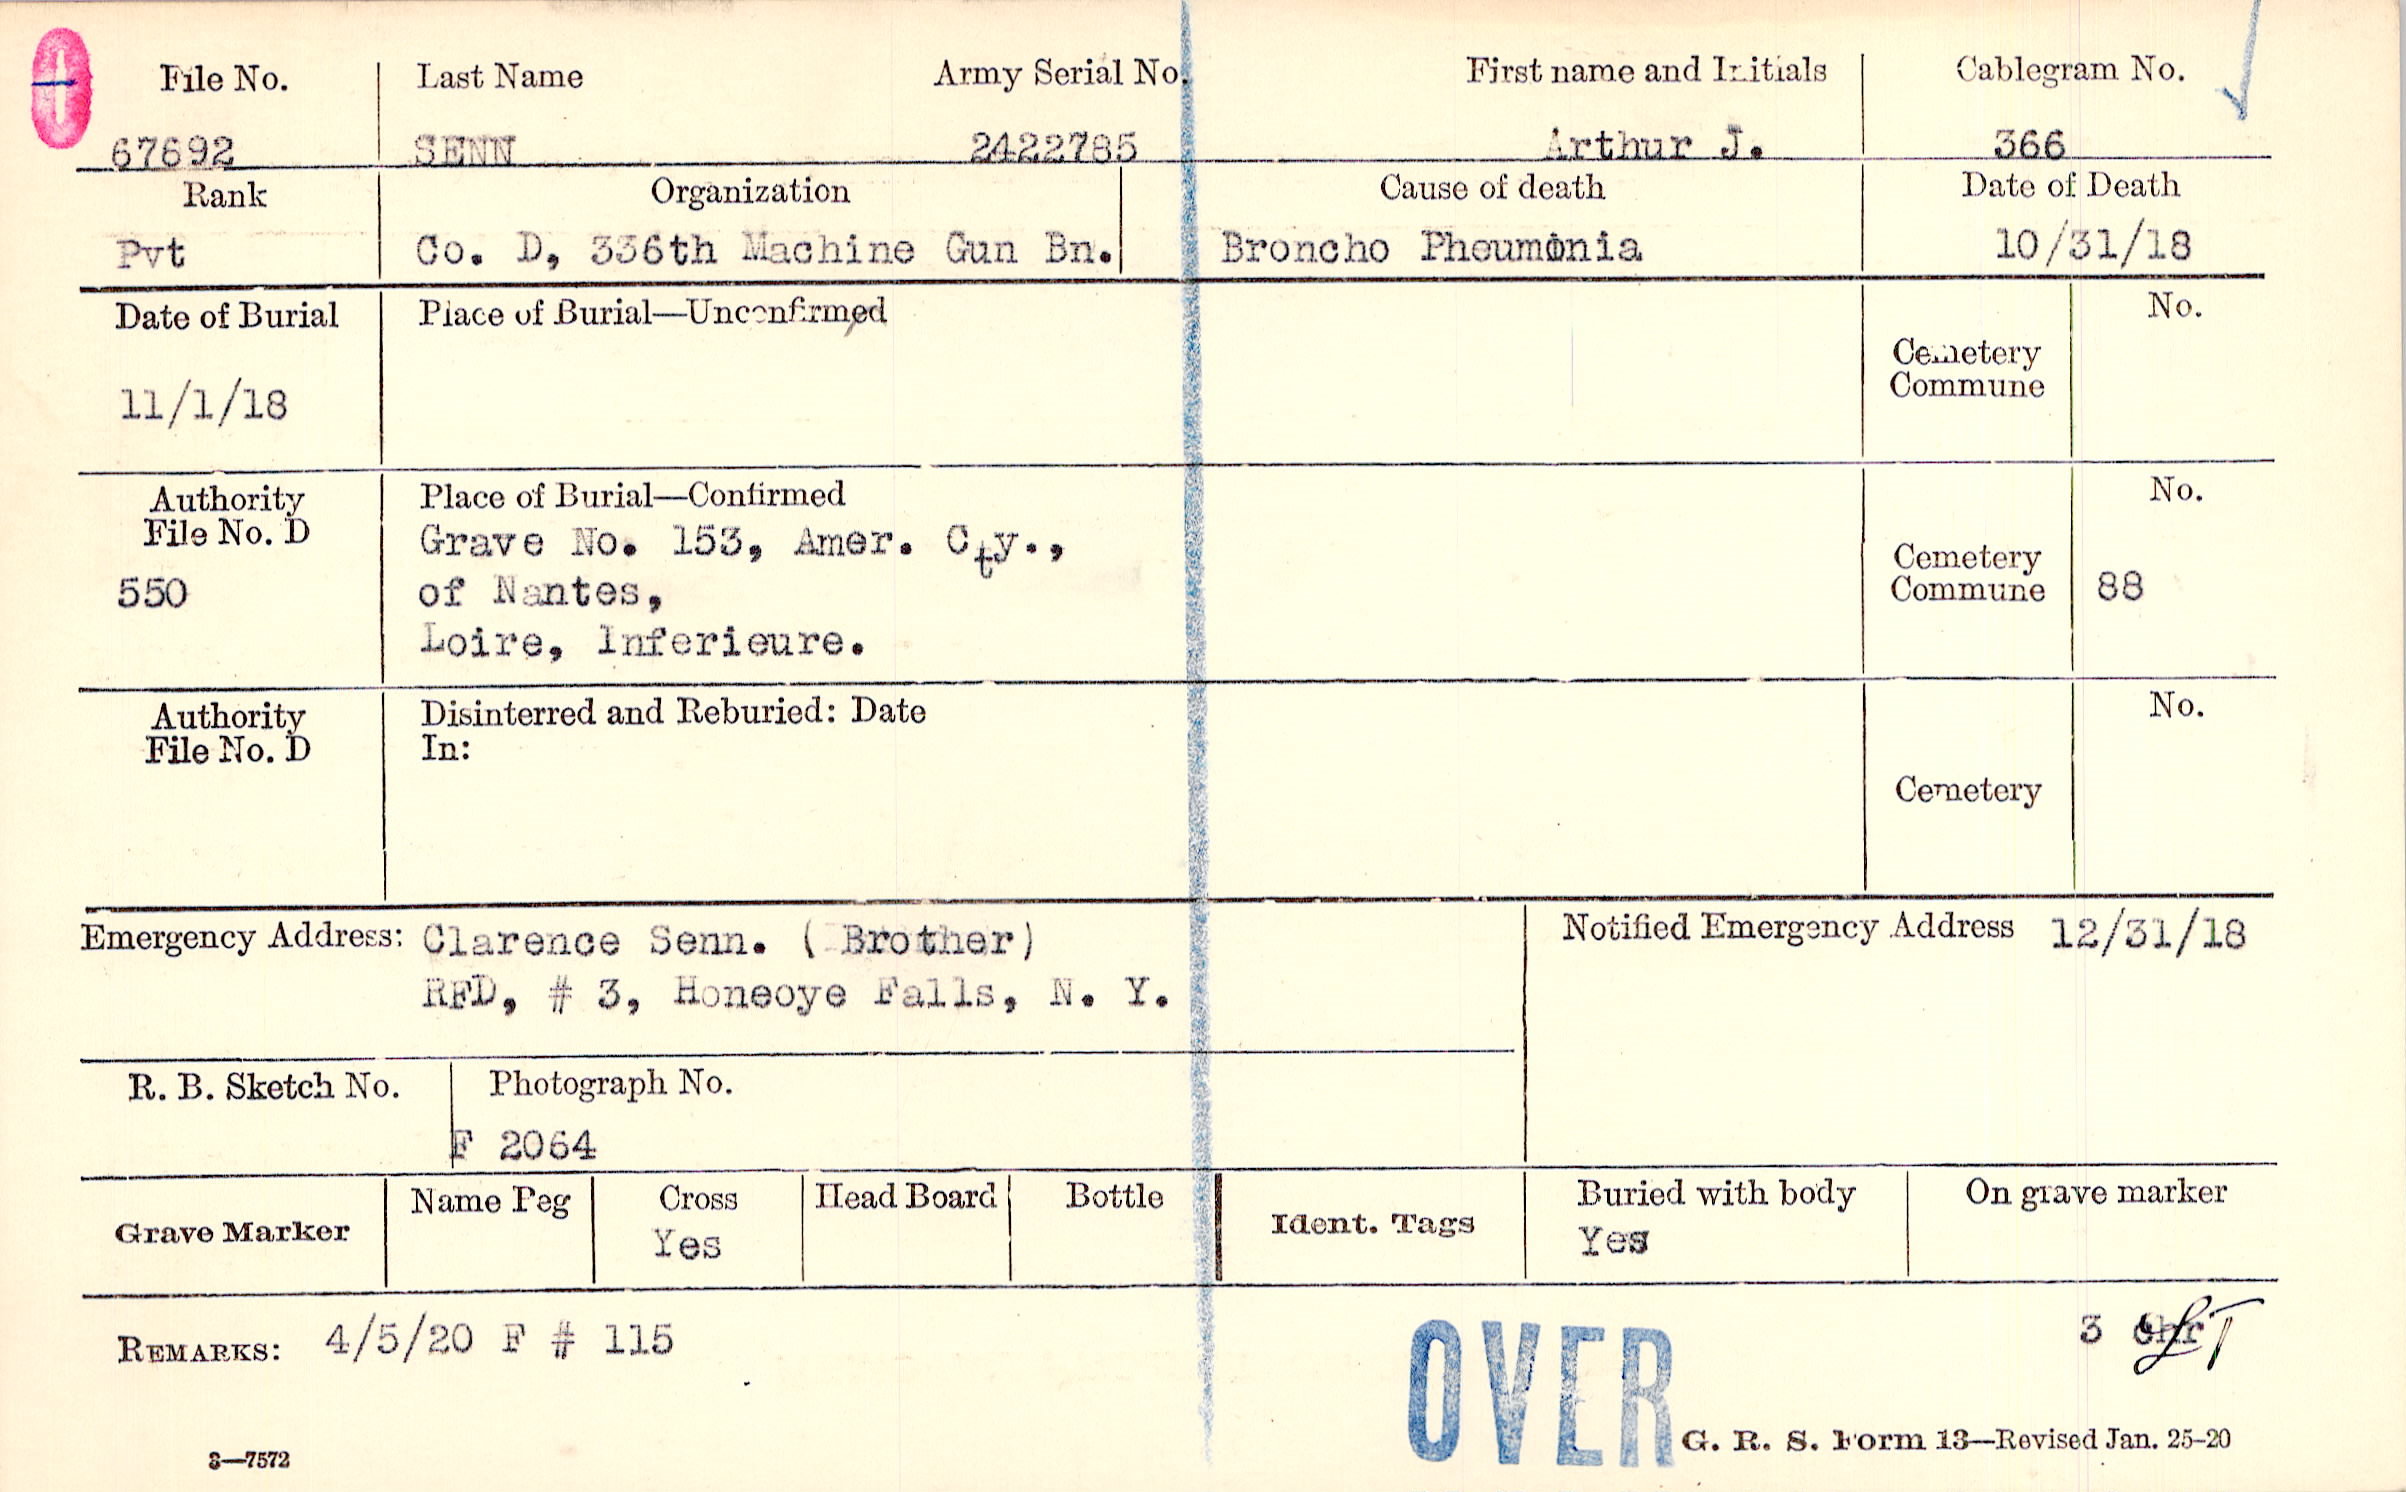 File No. Last Name Army Serial No. First name and Initials Cablegram No.
67692 SENN 2422785 Arthur J. 366
Rank Organization Cause of death Date of Death
Pvt Co. D, 336th Machine Gun Bn. Broncho Pheumonia 10/31/18
Date of Burial Place of Burial—Unconfirmed No.
Cemetery
Commune
11/1/18
Authority Place of Burial—Confirmed No.
File No. D Grave No. 153, Amer. Cty.,
Cemetery
550 of Nantes, Commune 88
Loire, Inferieure.
Authority Disinterred and Reburied: Date No.
File No. D In:
Cemetery
Emergency Address: Clarence Senn. ( Brother) Notified Emergency Address 12/31/18
RFD, # 3, Honeoye Falls, N. Y.
R. B. Sketch No. Photograph No.
F 2064
Grave Marker Name Peg Cross Head Board Bottle Ident. Tags Buried with body On grave marker
Yes Yes
REMARKS: 4/5/20 F # 115 3
OVER
3—7572 G. R. S. Form 13—Revised Jan. 25-20